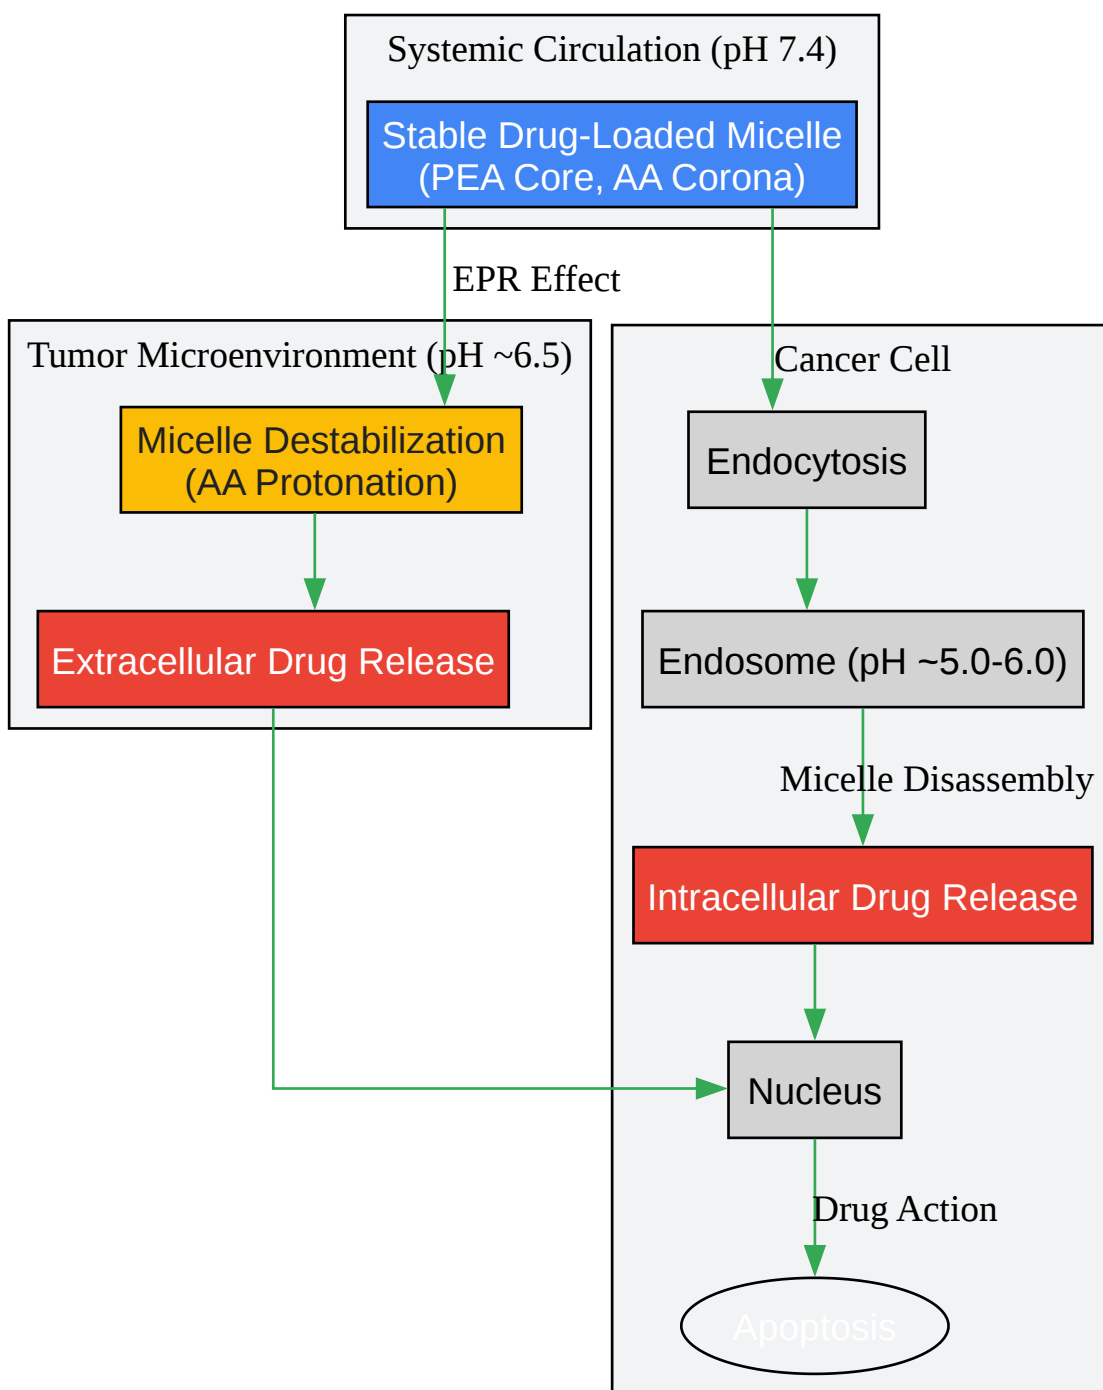 Systemic Circulation (pH 7.4)
Stable Drug-Loaded Micelle
(PEA Core, AA Corona)
EPR Effect
Tumor Microenvironment (pH ~6.5)
Micelle Destabilization
(AA Protonation)
Extracellular Drug Release
Cancer Cell
Endocytosis
Endosome (pH ~5.0-6.0)
Micelle Disassembly
Intracellular Drug Release
Nucleus
Drug Action
Apoptosis